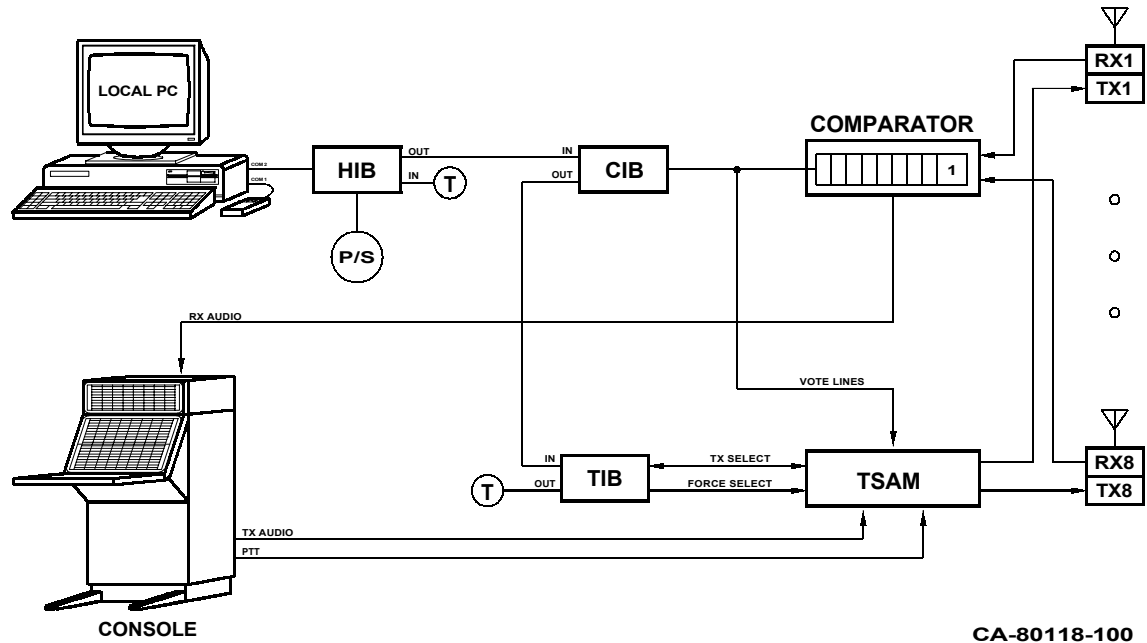 LOCAL PC
COM 2
COM 1
HIB
OUT
IN
T
P/S
IN
OUT
CIB
COMPARATOR
1
RX1
TX1
RX AUDIO
VOTE LINES
IN
OUT
T
TIB
TX SELECT
FORCE SELECT
TSAM
RX8
TX8
TX AUDIO
PTT
CONSOLE
CA-80118-100